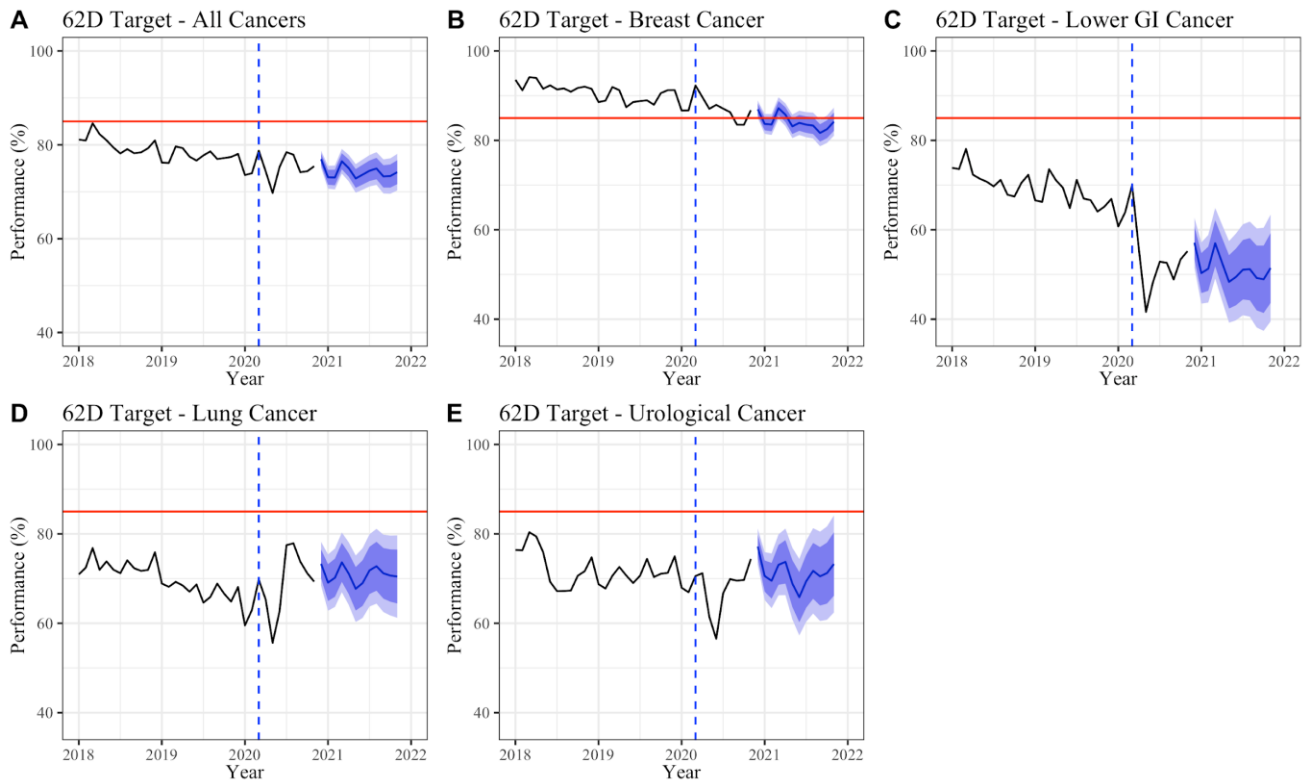 A 62D Target - All Cancers
Performance (%)
100
80
60
40
2018 2019 2020 2021 2022
Year
B 62D Target - Breast Cancer
Performance (%)
100
80
60
40
2018 2019 2020 2021 2022
Year
C 62D Target - Lower GI Cancer
Performance (%)
100
80
60
40
2018 2019 2020 2021 2022
Year
D 62D Target - Lung Cancer
Performance (%)
100
80
60
40
2018 2019 2020 2021 2022
Year
E 62D Target - Urological Cancer
Performance (%)
100
80
60
40
2018 2019 2020 2021 2022
Year